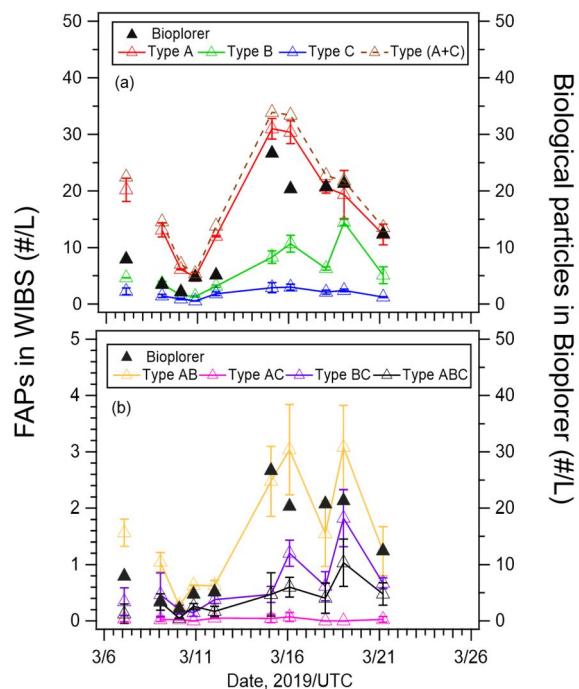 FAPs in WIBS (#/L)
Biological particles in Bioplorer (#/L)
50
40
30
20
10
0
Bioplorer
Type A Type B Type C Type (A+C)
(a)
50
40
30
20
10
0
5
4
3
2
1
0
Bioplorer
Type AB Type AC Type BC Type ABC
(b)
50
40
30
20
10
0
3/6 3/11 3/16 3/21 3/26
Date, 2019/UTC